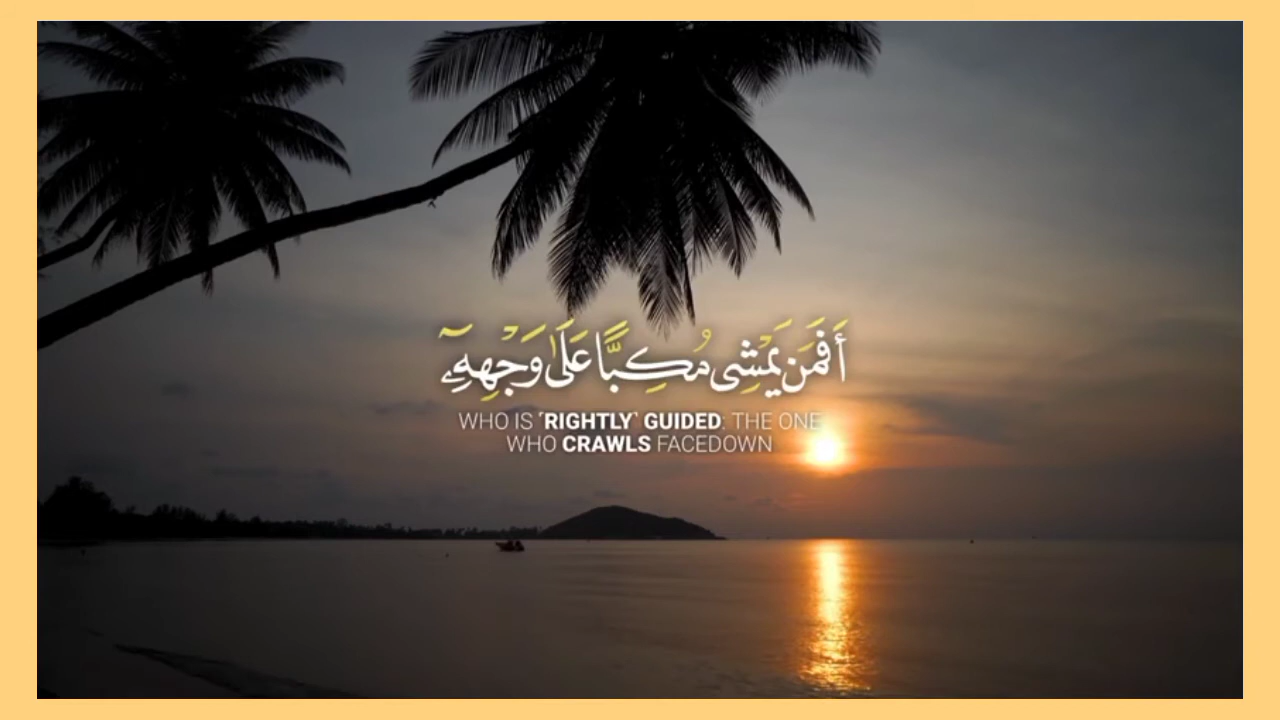 أَفَمَن يَمْشِى مُكِبًّا عَلَىٰ وَجْهِهِۦٓ
WHO IS ˹RIGHTLY˺ GUIDED: THE ONE
WHO CRAWLS FACEDOWN